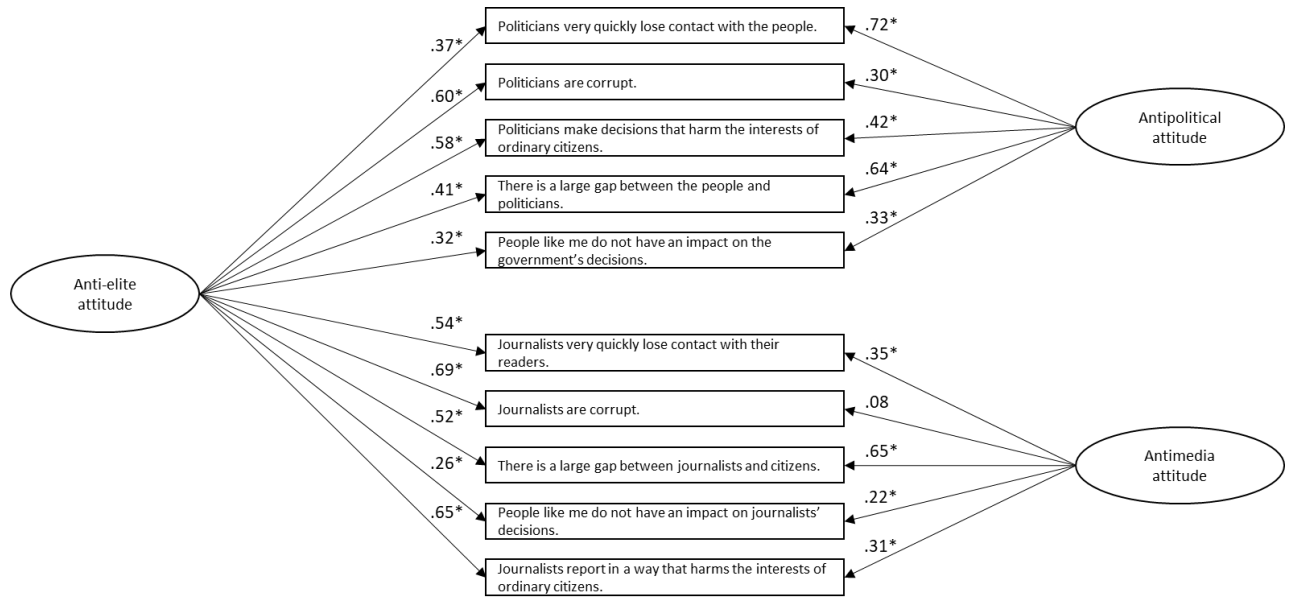 Politicians very quickly lose contact with the people.
.37*
.72*
Politicians are corrupt.
.60*
.30*
Politicians make decisions that harm the interests of
ordinary citizens.
.58*
.42*
There is a large gap between the people and
politicians.
.41*
.64*
People like me do not have an impact on the
government’s decisions.
.32*
.33*
Antipolitical
attitude
Anti-elite
attitude
Journalists very quickly lose contact with their
readers.
.54*
.35*
Journalists are corrupt.
.69*
.08
There is a large gap between journalists and citizens.
.52*
.65*
People like me do not have an impact on journalists’
decisions.
.26*
.22*
Journalists report in a way that harms the interests of
ordinary citizens.
.65*
.31*
Antimedia
attitude